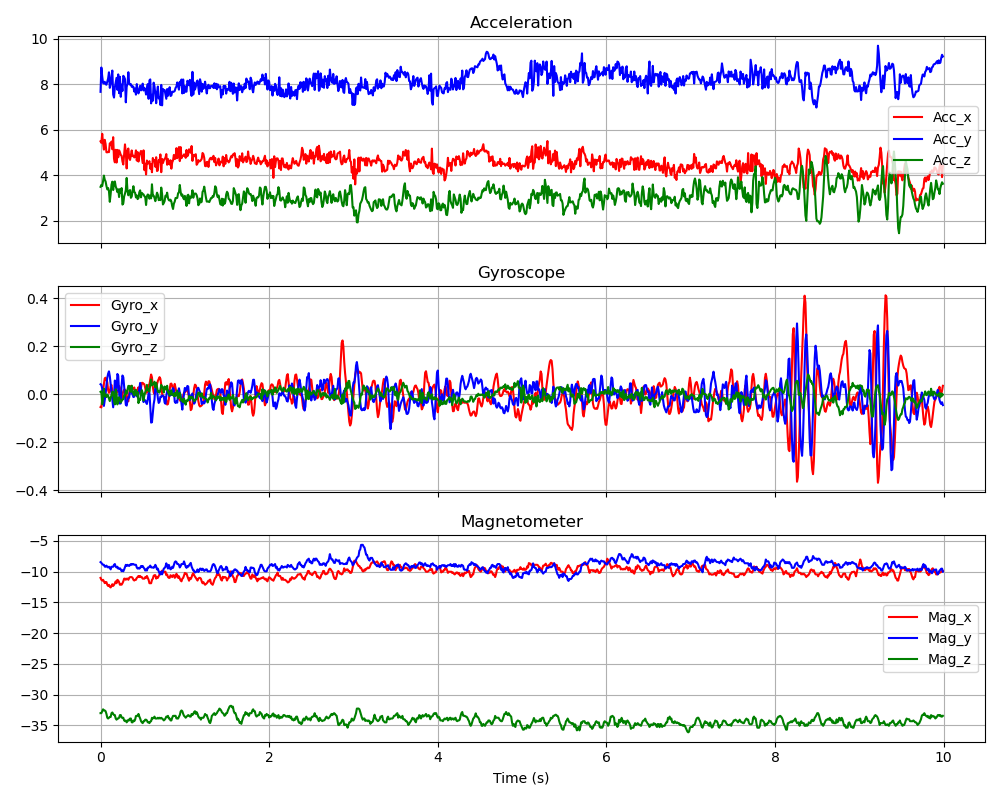 Acceleration
10
8
6
4
2
Acc_x
Acc_y
Acc_z
Gyroscope
0.4
0.2
0.0
−0.2
−0.4
Gyro_x
Gyro_y
Gyro_z
Magnetometer
−5
−10
−15
−20
−25
−30
−35
Mag_x
Mag_y
Mag_z
0 2 4 6 8 10
Time (s)